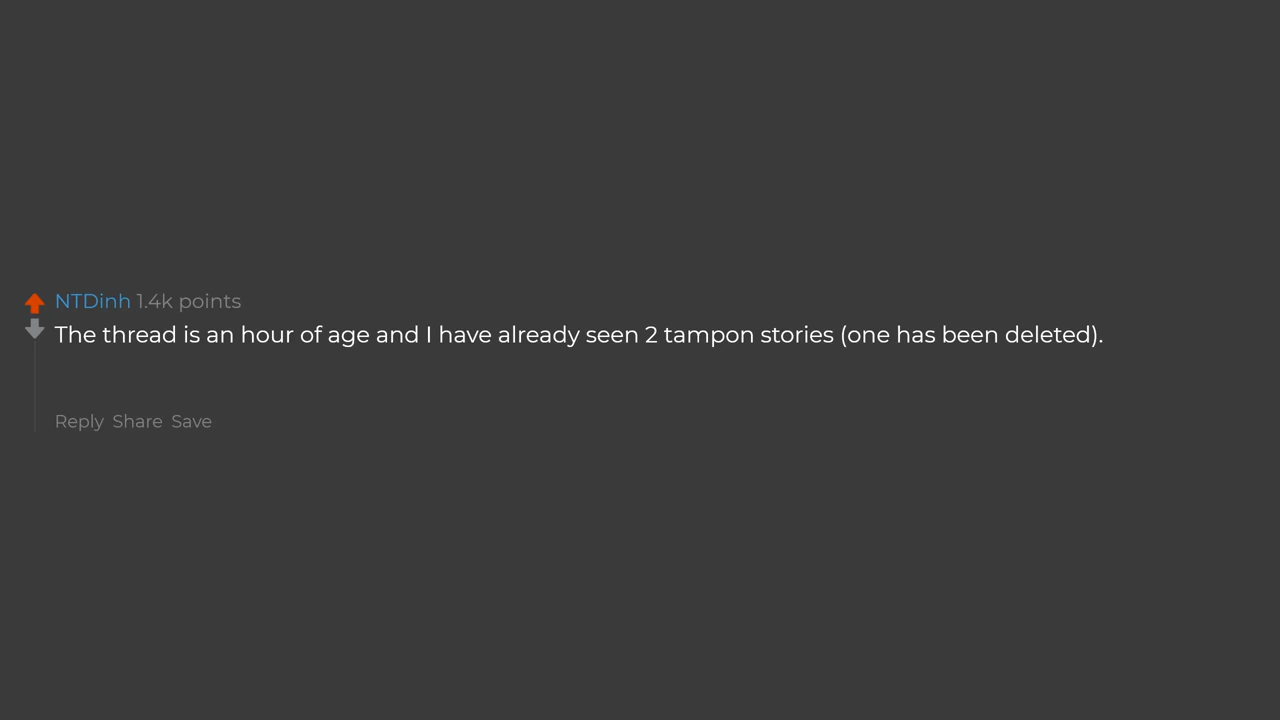 NTDinh 1.4k points
The thread is an hour of age and I have already seen 2 tampon stories (one has been deleted).
Reply Share Save